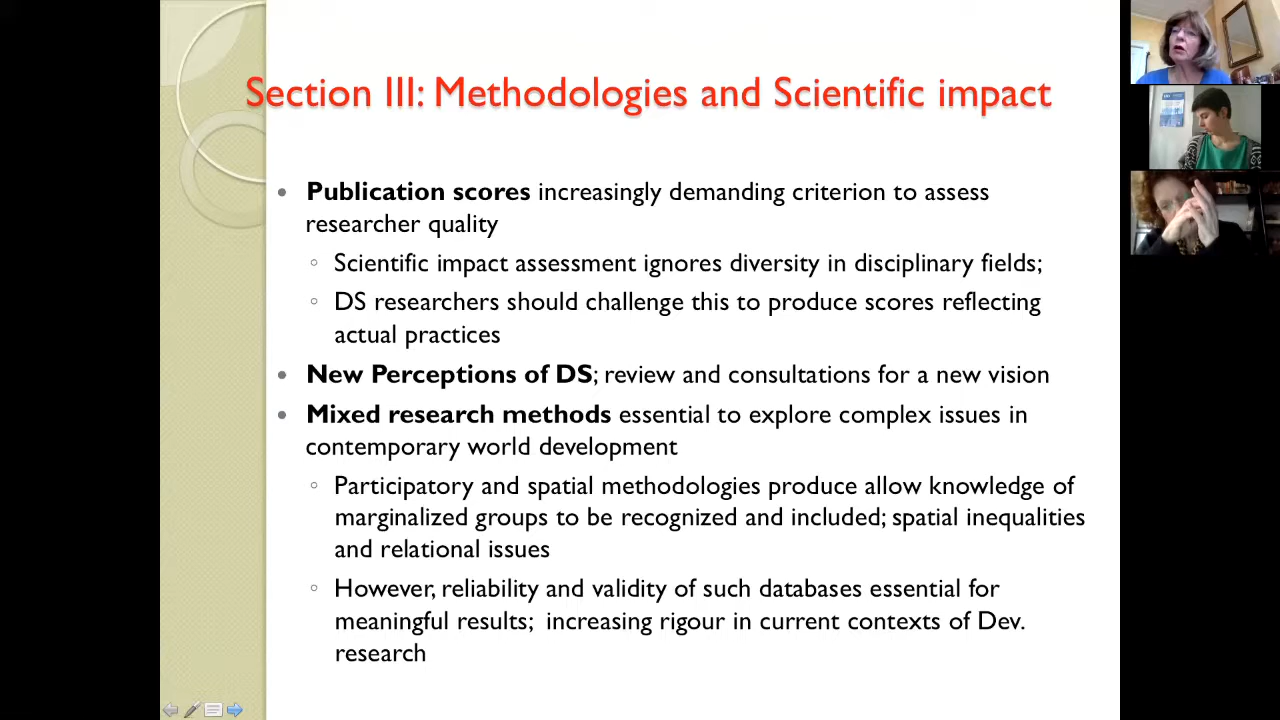 Section III: Methodologies and Scientific impact
Publication scores increasingly demanding criterion to assess
researcher quality
Scientific impact assessment ignores diversity in disciplinary fields;
DS researchers should challenge this to produce scores reflecting
actual practices
New Perceptions of DS; review and consultations for a new vision
Mixed research methods essential to explore complex issues in
contemporary world development
Participatory and spatial methodologies produce allow knowledge of
marginalized groups to be recognized and included; spatial inequalities
and relational issues
However, reliability and validity of such databases essential for
meaningful results; increasing rigour in current contexts of Dev.
research